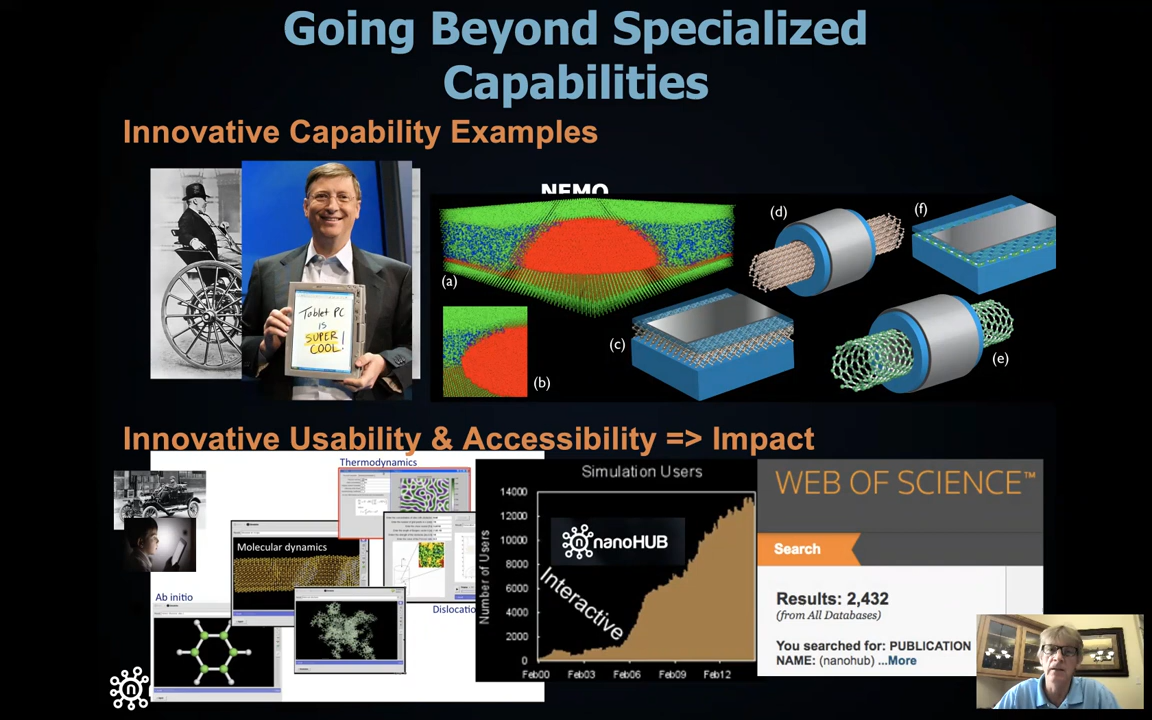 Going Beyond Specialized
Capabilities
Innovative Capability Examples
NEMO
Tablet PC
IS
SUPER
COOL!
(a)
(b)
(c)
(d)
(e)
(f)
Innovative Usability & Accessibility => Impact
Thermodynamics
Molecular dynamics
Ab initio
Dislocatio
Simulation Users
Number of Users
14000
12000
10000
8000
6000
4000
2000
0
nanoHUB
Interactive
Feb00 Feb03 Feb06 Feb09 Feb12
WEB OF SCIENCE™
Search
Results: 2,432
(from All Databases)
You searched for: PUBLICATION
NAME: (nanohub) ...More
n